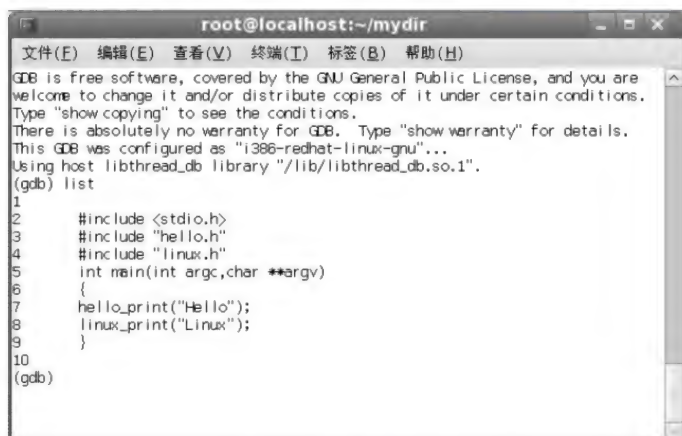 root@localhost:~/mydir
文件(F) 编辑(E) 查看(V) 终端(T) 标签(B) 帮助(H)
GDB is free software, covered by the GNU General Public License, and you are
welcome to change it and/or distribute copies of it under certain conditions.
Type "show copying" to see the conditions.
There is absolutely no warranty for GDB.  Type "show warranty" for details.
This GDB was configured as "i386-redhat-linux-gnu"...
Using host libthread_db library "/lib/libthread_db.so.1".
(gdb) list
1
2       #include <stdio.h>
3       #include "hello.h"
4       #include "linux.h"
5       int main(int argc,char **argv)
6       {
7       hello_print("Hello");
8       linux_print("Linux");
9       }
10
(gdb)